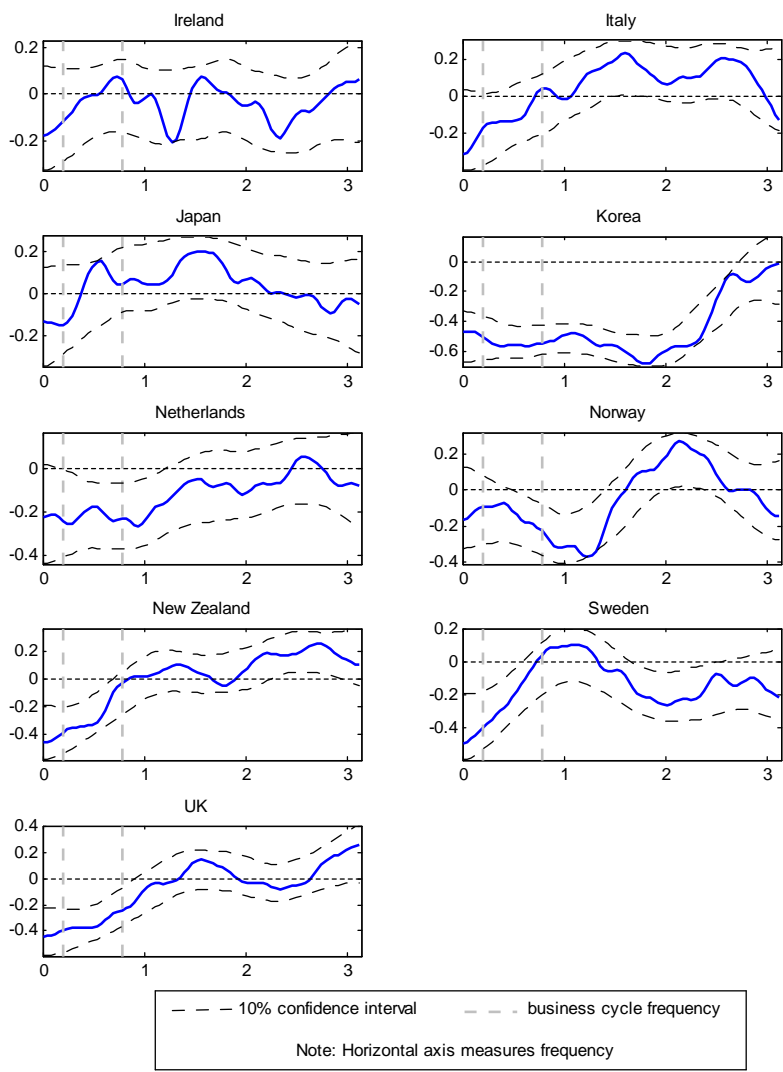 Ireland
0.2
0
-0.2
0 1 2 3
Italy
0.2
0
-0.2
0 1 2 3
Japan
0.2
0
-0.2
0 1 2 3
Korea
0
-0.2
-0.4
-0.6
0 1 2 3
Netherlands
0
-0.2
-0.4
0 1 2 3
Norway
0.2
0
-0.2
-0.4
0 1 2 3
New Zealand
0.2
0
-0.2
-0.4
0 1 2 3
Sweden
0.2
0
-0.2
-0.4
0 1 2 3
UK
0.4
0.2
0
-0.2
-0.4
0 1 2 3
10% confidence interval business cycle frequency
Note: Horizontal axis measures frequency